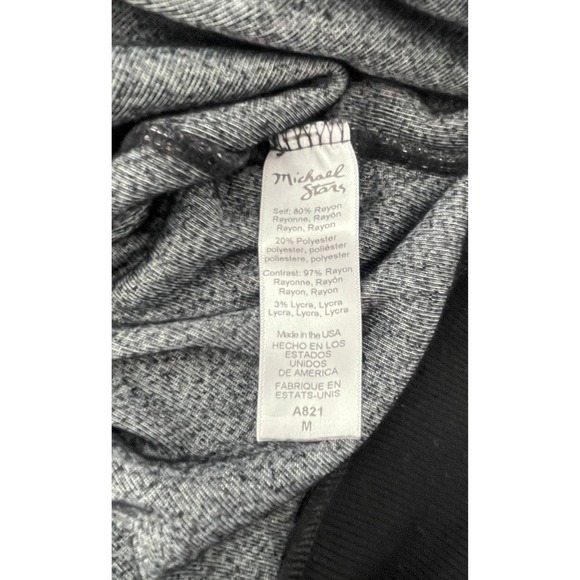 Michael
Stars
Self: 80% Rayon
Rayonne, Rayón
Rayon, Rayon
20% Polyester
polyester, poliéster
poliestere, polyester
Contrast: 97% Rayon
Rayonne, Rayón
Rayon, Rayon
3% Lycra, Lycra
Lycra, Lycra, Lycra
Made in the USA
HECHO EN LOS
ESTADOS
UNIDOS
DE AMERICA
FABRIQUE EN
ESTATS-UNIS
A821
M